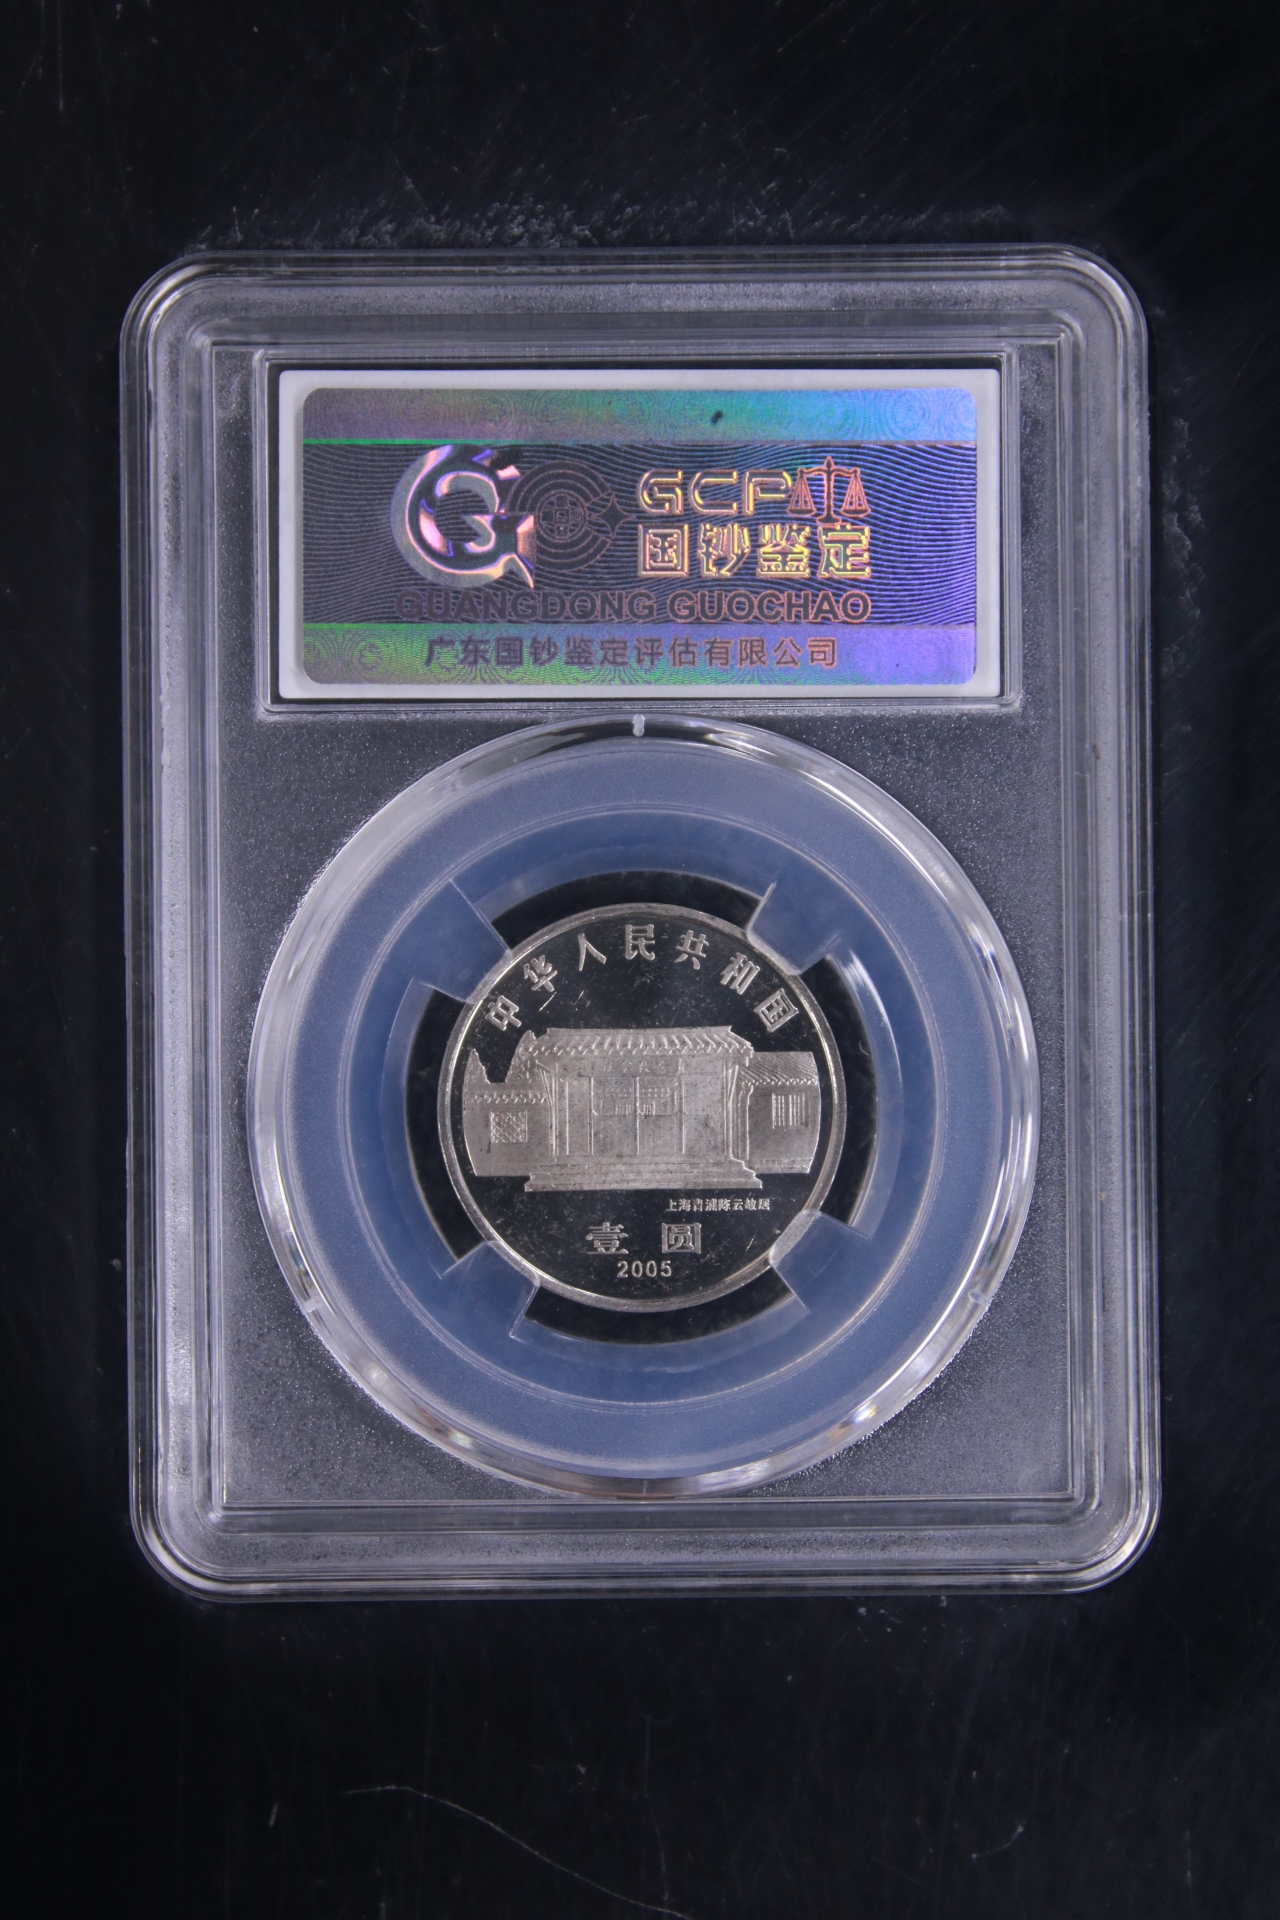 GCP
国钞鉴定
GUANGDONG GUOCHAO
广东国钞鉴定评估有限公司
中华人民共和国
上海青浦陈云故居
壹圆
2005